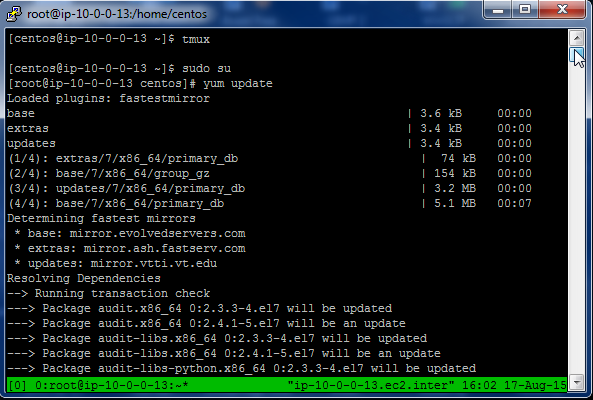 root@ip-10-0-0-13:/home/centos
[centos@ip-10-0-0-13 ~]$ tmux
[centos@ip-10-0-0-13 ~]$ sudo su
[root@ip-10-0-0-13 centos]# yum update
Loaded plugins: fastestmirror
base | 3.6 kB 00:00
extras | 3.4 kB 00:00
updates | 3.4 kB 00:00
(1/4): extras/7/x86_64/primary_db | 74 kB 00:00
(2/4): base/7/x86_64/group_gz | 154 kB 00:00
(3/4): updates/7/x86_64/primary_db | 3.2 MB 00:00
(4/4): base/7/x86_64/primary_db | 5.1 MB 00:07
Determining fastest mirrors
* base: mirror.evolvedservers.com
* extras: mirror.ash.fastserv.com
* updates: mirror.vtti.vt.edu
Resolving Dependencies
--> Running transaction check
---> Package audit.x86_64 0:2.3.3-4.el7 will be updated
---> Package audit.x86_64 0:2.4.1-5.el7 will be an update
---> Package audit-libs.x86_64 0:2.3.3-4.el7 will be updated
---> Package audit-libs.x86_64 0:2.4.1-5.el7 will be an update
---> Package audit-libs-python.x86_64 0:2.3.3-4.el7 will be updated
[0] 0:root@ip-10-0-0-13:~* "ip-10-0-0-13.ec2.inter" 16:02 17-Aug-15